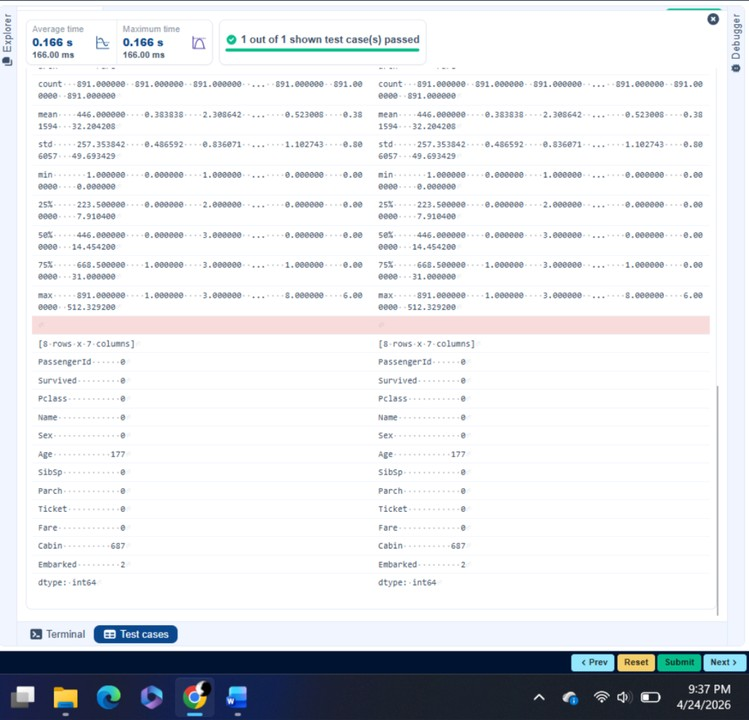 Explorer
Debugger
Average time
0.166 s
166.00 ms
Maximum time
0.166 s
166.00 ms
1 out of 1 shown test case(s) passed
count···891.000000··891.000000··891.000000··...··891.000000··891.00
0000··891.000000
count···891.000000··891.000000··891.000000··...··891.000000··891.00
0000··891.000000
mean····446.000000····0.383838····2.308642··...····0.523008····0.38
1594···32.204208
mean····446.000000····0.383838····2.308642··...····0.523008····0.38
1594···32.204208
std·····257.353842····0.486592····0.836071··...····1.102743····0.80
6057···49.693429
std·····257.353842····0.486592····0.836071··...····1.102743····0.80
6057···49.693429
min·······1.000000····0.000000····1.000000··...····0.000000····0.00
0000····0.000000
min·······1.000000····0.000000····1.000000··...····0.000000····0.00
0000····0.000000
25%·····223.500000····0.000000····2.000000··...····0.000000····0.00
0000····7.910400
25%·····223.500000····0.000000····2.000000··...····0.000000····0.00
0000····7.910400
50%·····446.000000····0.000000····3.000000··...····0.000000····0.00
0000···14.454200
50%·····446.000000····0.000000····3.000000··...····0.000000····0.00
0000···14.454200
75%·····668.500000····1.000000····3.000000··...····1.000000····0.00
0000···31.000000
75%·····668.500000····1.000000····3.000000··...····1.000000····0.00
0000···31.000000
max·····891.000000····1.000000····3.000000··...····8.000000····6.00
0000··512.329200
max·····891.000000····1.000000····3.000000··...····8.000000····6.00
0000··512.329200
[8·rows·x·7·columns]
[8·rows·x·7·columns]
PassengerId······0
PassengerId······0
Survived·········0
Survived·········0
Pclass···········0
Pclass···········0
Name·············0
Name·············0
Sex··············0
Sex··············0
Age············177
Age············177
SibSp············0
SibSp············0
Parch············0
Parch············0
Ticket···········0
Ticket···········0
Fare·············0
Fare·············0
Cabin··········687
Cabin··········687
Embarked·········2
Embarked·········2
dtype:·int64
dtype:·int64
Terminal
Test cases
< Prev
Reset
Submit
Next >
9:37 PM
4/24/2026